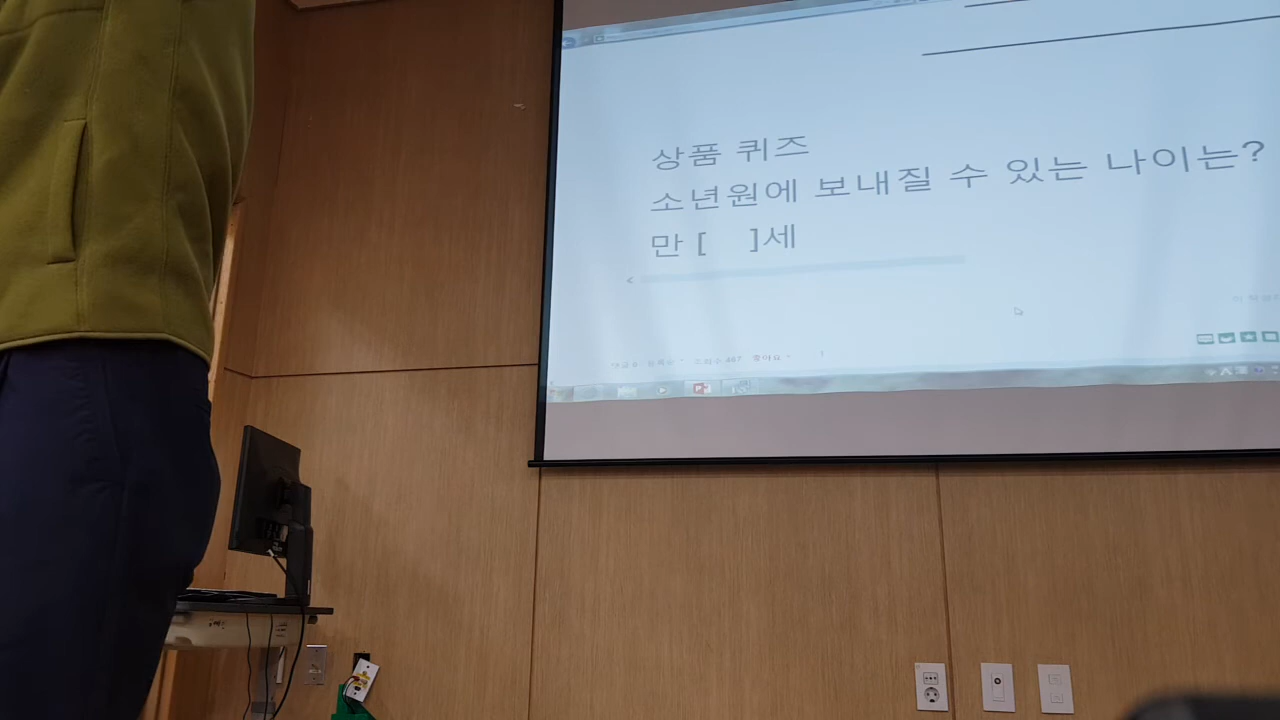 상품 퀴즈
소년원에 보내질 수 있는 나이는?
만 [ ]세